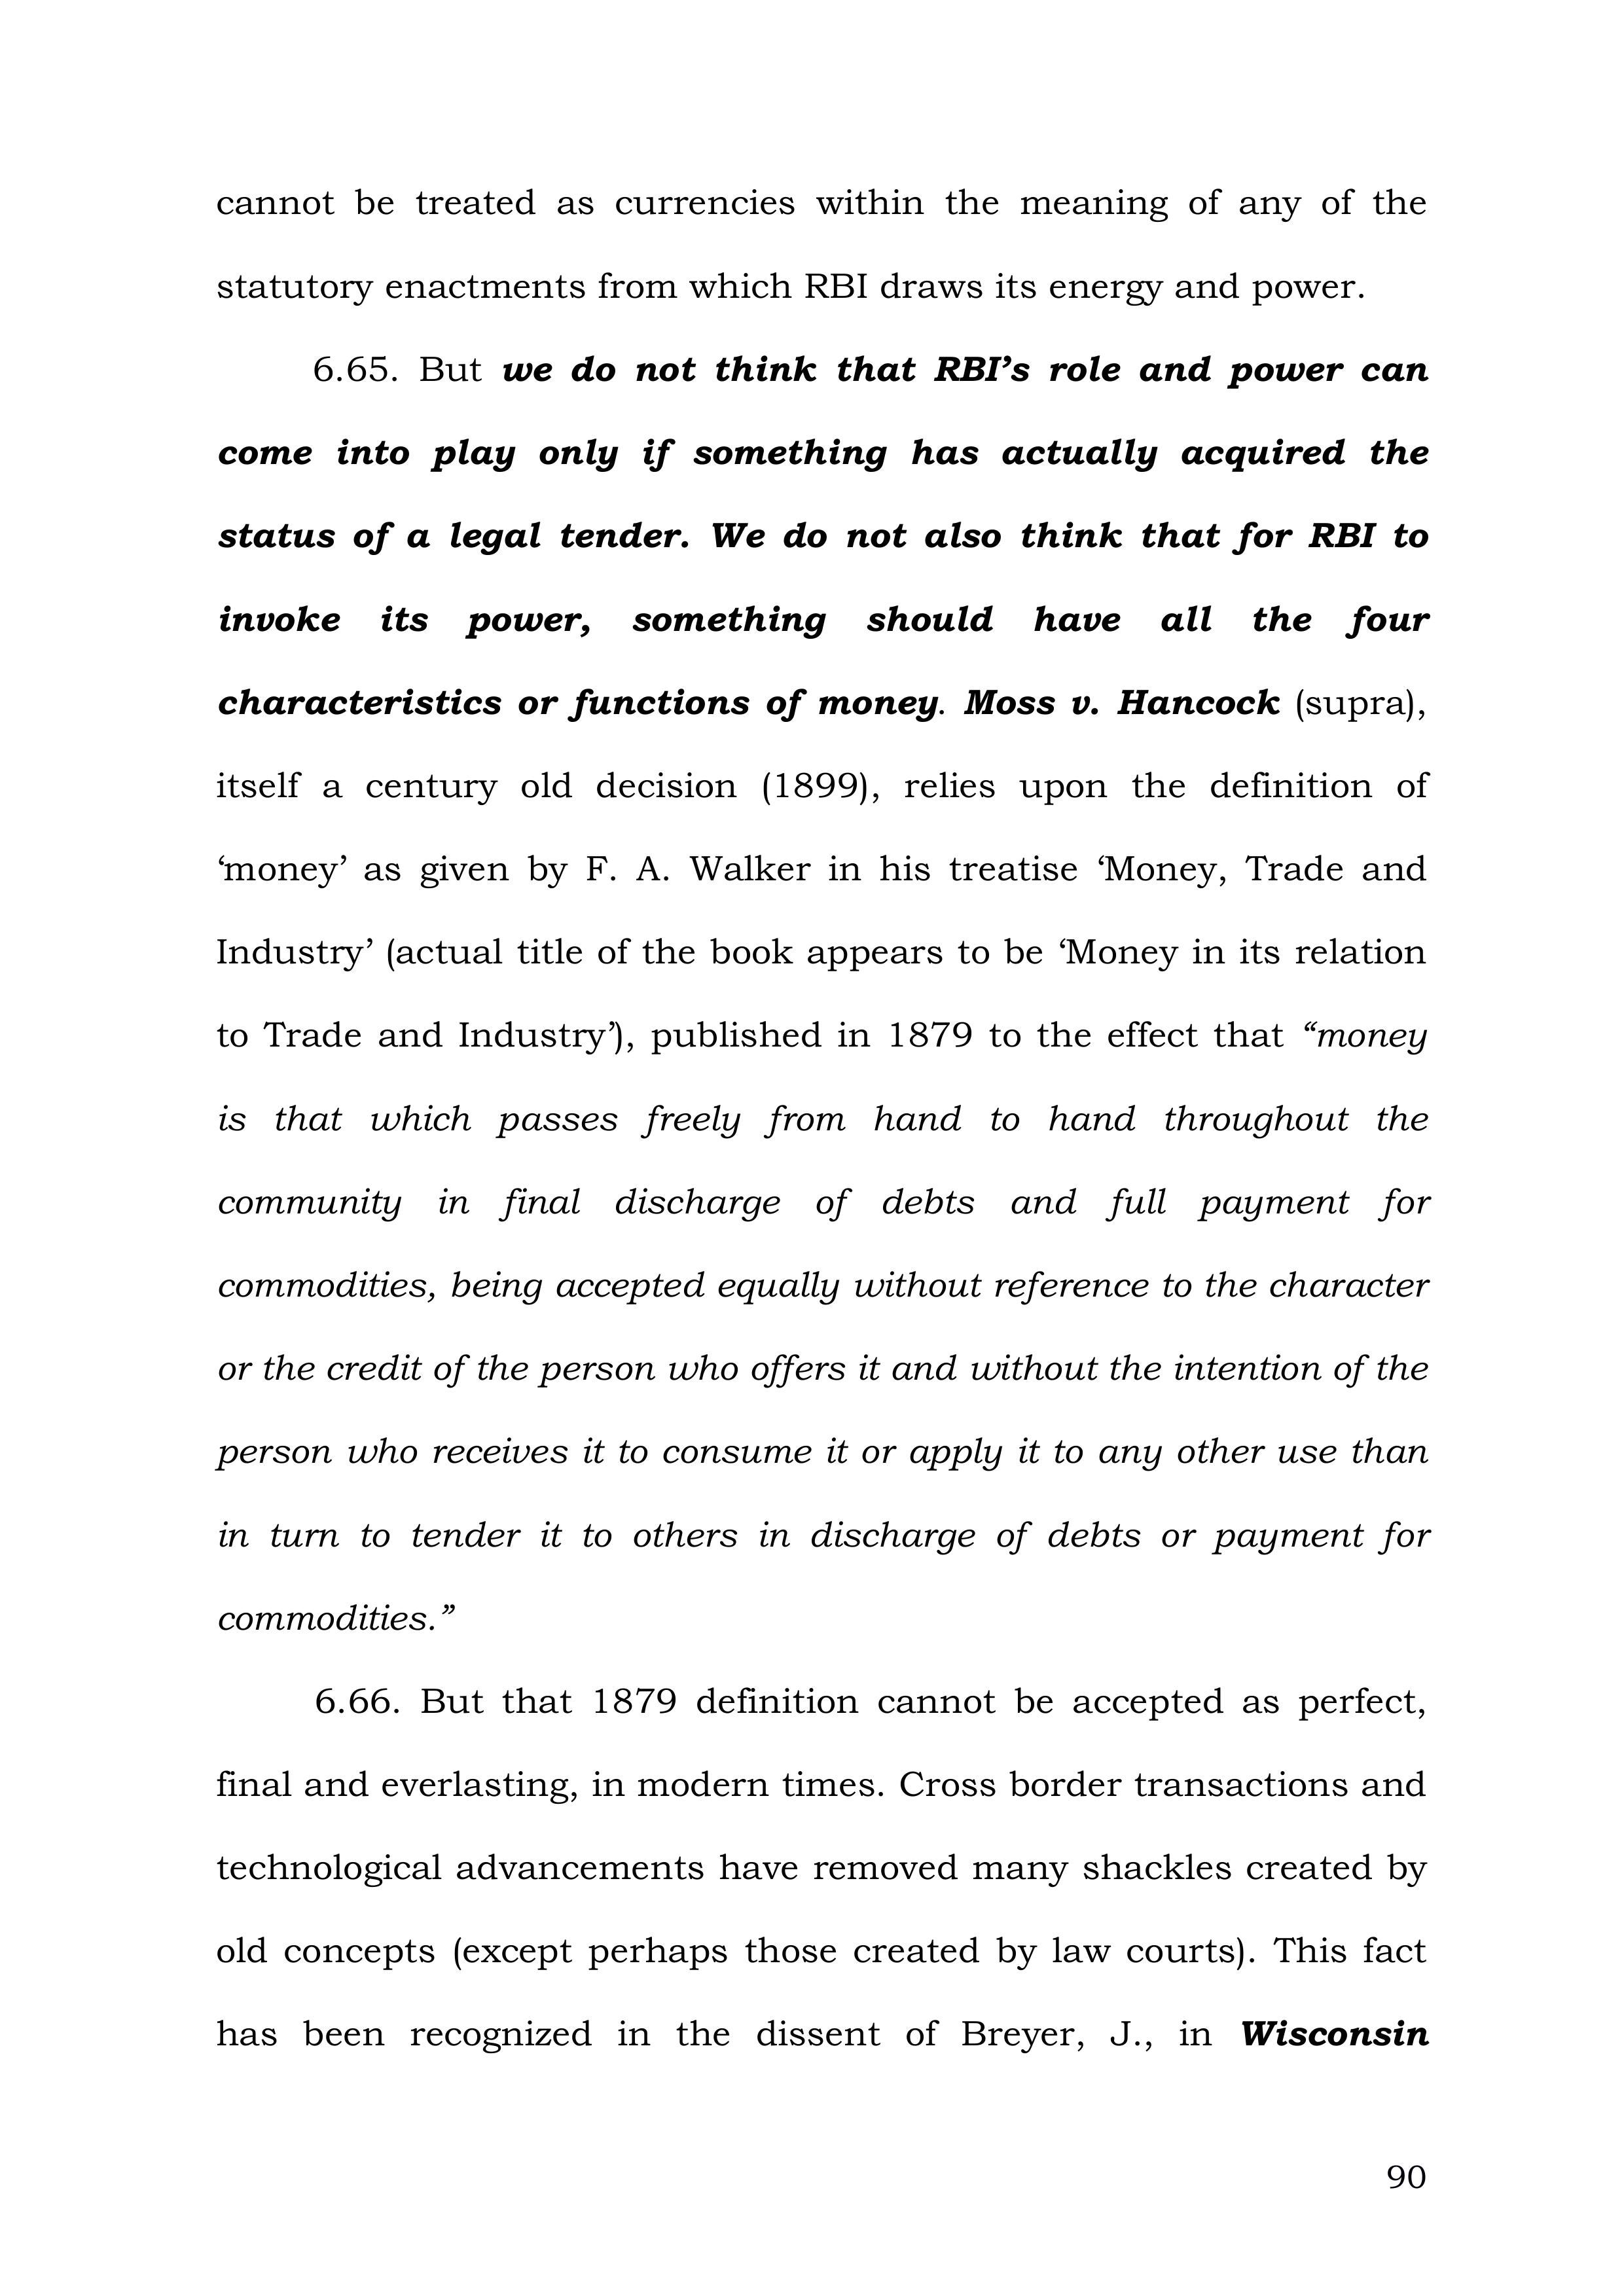 cannot be treated as currencies within the meaning of any of the
statutory enactments from which RBI draws its energy and power.
6.65. But we do not think that RBI’s role and power can
come into play only if something has actually acquired the
status of a legal tender. We do not also think that for RBI to
invoke its power, something should have all the four
characteristics or functions of money. Moss v. Hancock (supra),
itself a century old decision (1899), relies upon the definition of
‘money’ as given by F. A. Walker in his treatise ‘Money, Trade and
Industry’ (actual title of the book appears to be ‘Money in its relation
to Trade and Industry’), published in 1879 to the effect that “money
is that which passes freely from hand to hand throughout the
community in final discharge of debts and full payment for
commodities, being accepted equally without reference to the character
or the credit of the person who offers it and without the intention of the
person who receives it to consume it or apply it to any other use than
in turn to tender it to others in discharge of debts or payment for
commodities.”
6.66. But that 1879 definition cannot be accepted as perfect,
final and everlasting, in modern times. Cross border transactions and
technological advancements have removed many shackles created by
old concepts (except perhaps those created by law courts). This fact
has been recognized in the dissent of Breyer, J., in Wisconsin
90